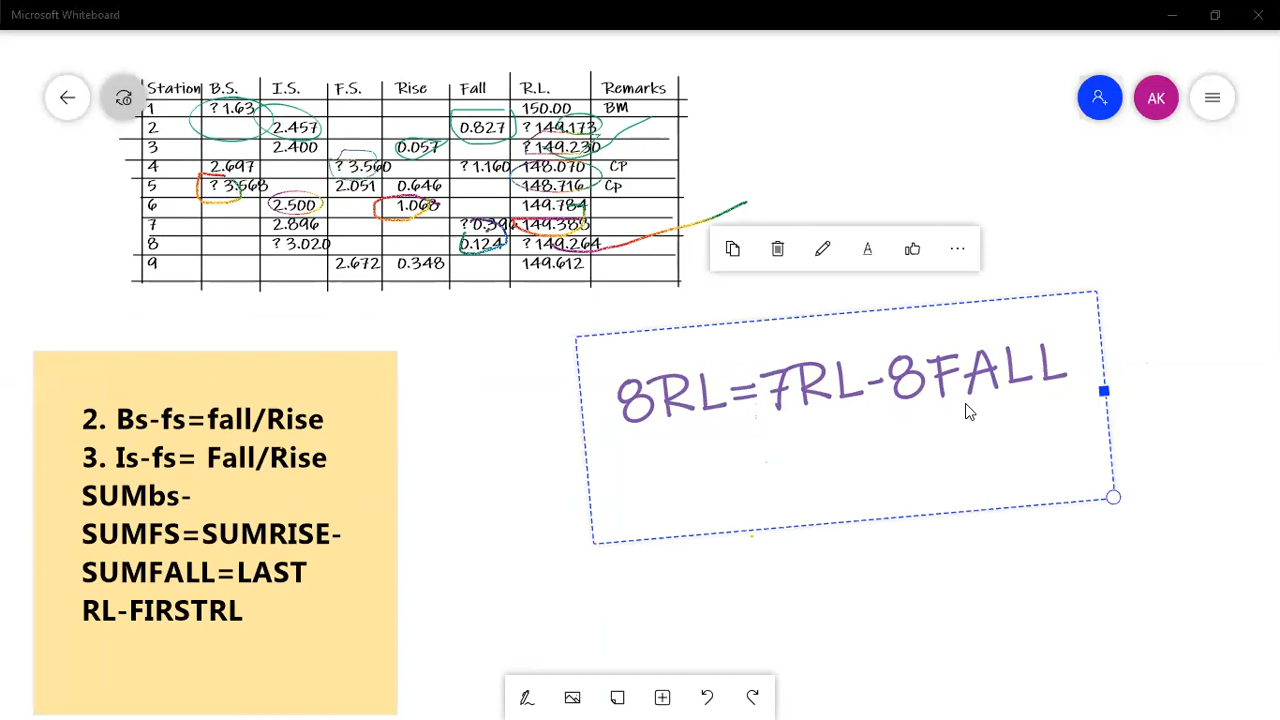 Microsoft Whiteboard
Station B.S. I.S. F.S. Rise Fall R.L. Remarks
1 ? 1.63 150.00 BM
2 2.457 0.827 ? 149.173
3 2.400 0.057 ? 149.230
4 2.697 ? 3.560 ? 1.160 148.070 CP
5 ? 3.568 2.051 0.646 148.716 Cp
6 2.500 1.068 149.784
7 2.896 ? 0.396 149.388
8 ? 3.020 0.124 ? 149.264
9 2.672 0.348 149.612
AK
8RL=7RL-8FALL
2. Bs-fs=fall/Rise
3. Is-fs= Fall/Rise
SUMbs-
SUMFS=SUMRISE-
SUMFALL=LAST
RL-FIRSTRL